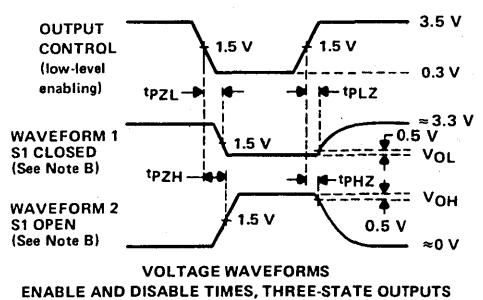 OUTPUT
CONTROL
(low-level
enabling)
1.5 V
1.5 V
3.5 V
0.3 V
tPZL
tPLZ
WAVEFORM 1
S1 CLOSED
(See Note B)
1.5 V
≈3.3 V
0.5 V
VOL
tPZH
tPHZ
WAVEFORM 2
S1 OPEN
(See Note B)
1.5 V
VOH
0.5 V
≈0 V
VOLTAGE WAVEFORMS
ENABLE AND DISABLE TIMES, THREE-STATE OUTPUTS